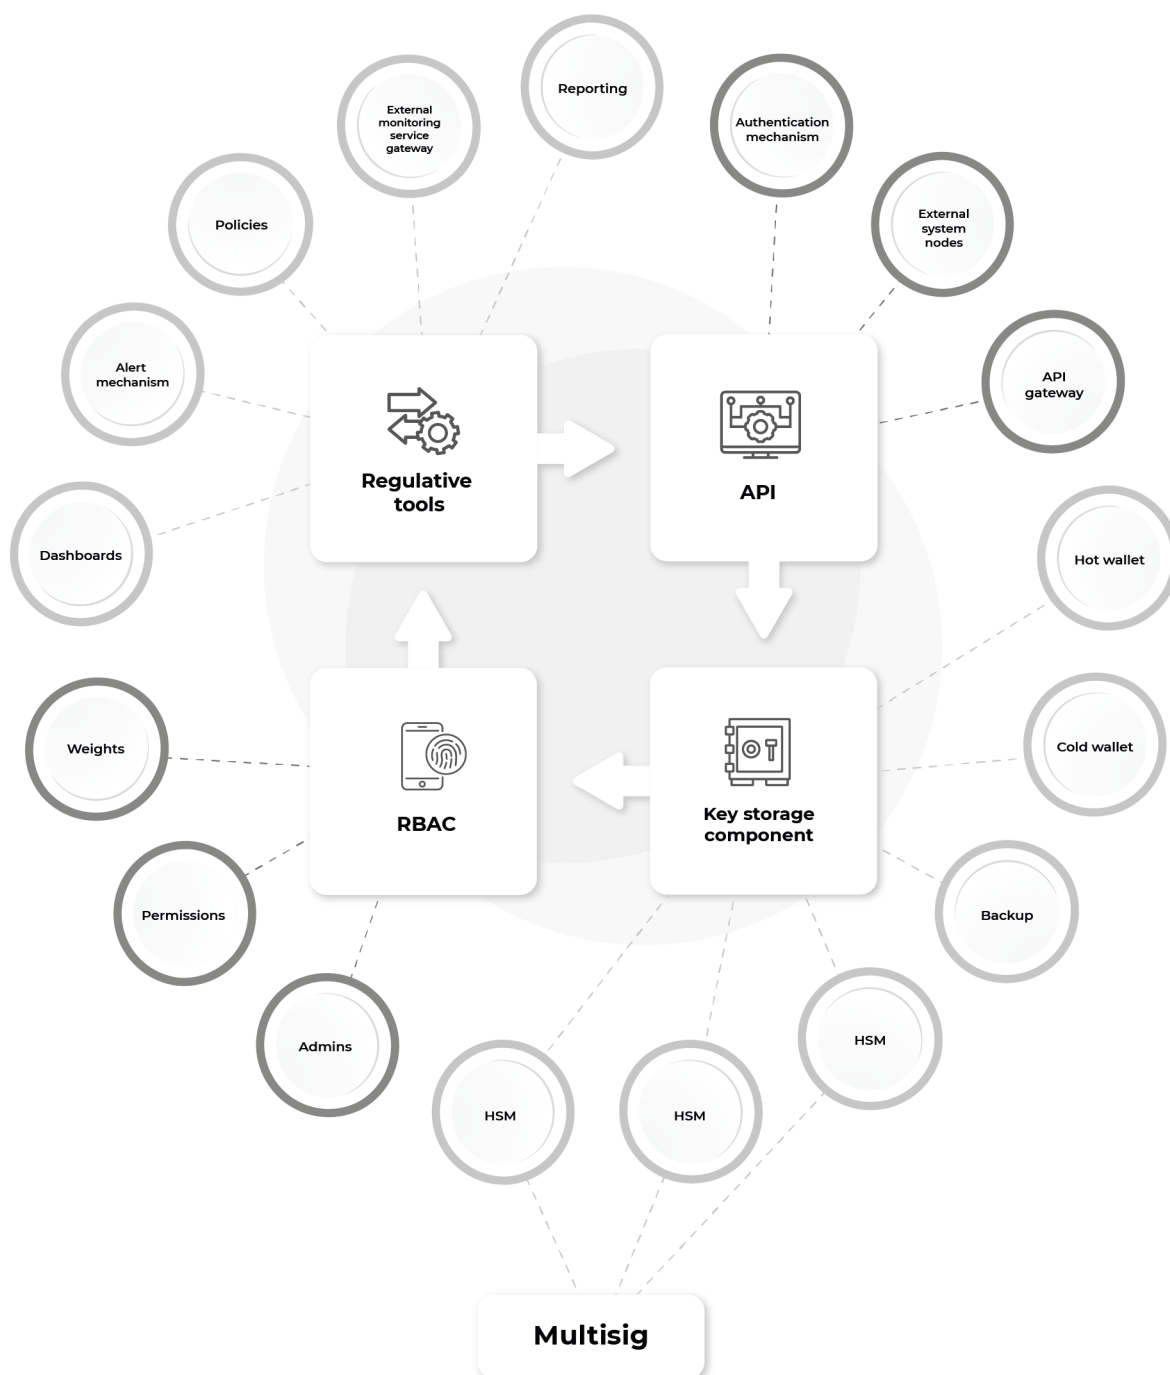 Reporting
External
monitoring
service
gateway
Authentication
mechanism
Policies
External
system
nodes
Alert
mechanism
API
gateway
Regulative
tools
API
Dashboards
Hot wallet
Weights
Cold wallet
RBAC
Key storage
component
Permissions
Backup
Admins
HSM
HSM
HSM
Multisig